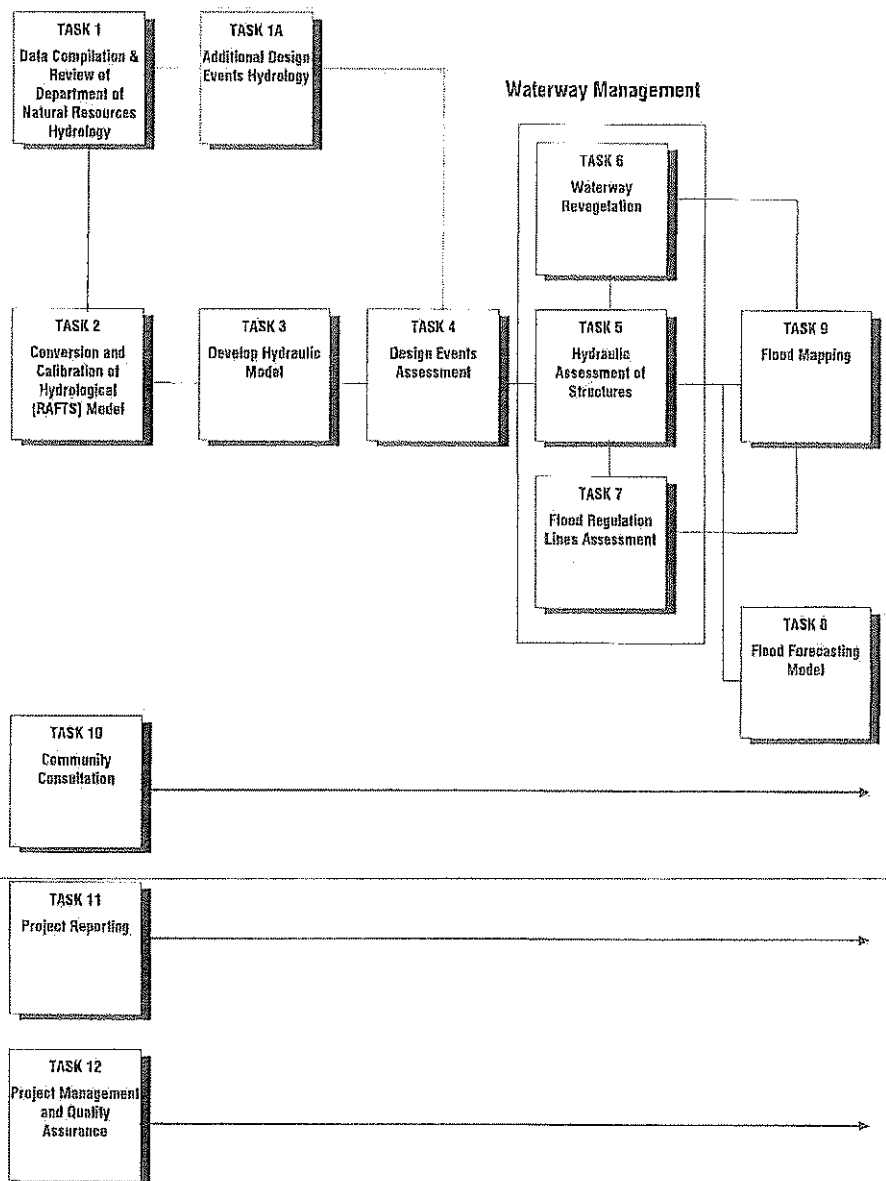 TASK 1
Data Compilation &
Review of
Department of
Natural Resources
Hydrology
TASK 1A
Additional Design
Events Hydrology
Waterway Management
TASK 6
Waterway
Revegetation
TASK 2
Conversion and
Calibration of
Hydrological
(RAFTS) Model
TASK 3
Develop Hydraulic
Model
TASK 4
Design Events
Assessment
TASK 5
Hydraulic
Assessment of
Structures
TASK 9
Flood Mapping
TASK 7
Flood Regulation
Lines Assessment
TASK 8
Flood Forecasting
Model
TASK 10
Community
Consultation
TASK 11
Project Reporting
TASK 12
Project Management
and Quality
Assurance